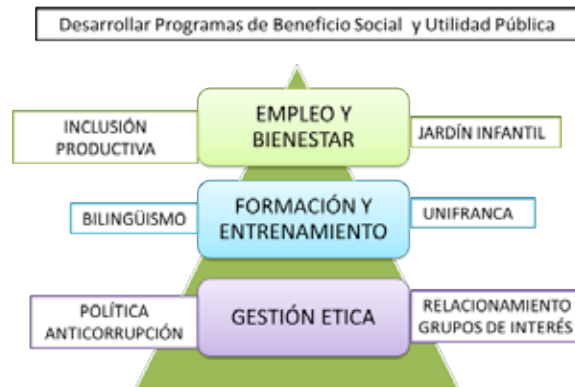 Desarrollar Programas de Beneficio Social y Utilidad Pública
INCLUSIÓN
PRODUCTIVA
EMPLEO Y
BIENESTAR
JARDÍN INFANTIL
BILINGÜISMO
FORMACIÓN Y
ENTRENAMIENTO
UNIFRANCA
POLÍTICA
ANTICORRUPCIÓN
GESTIÓN ETICA
RELACIONAMIENTO
GRUPOS DE INTERÉS